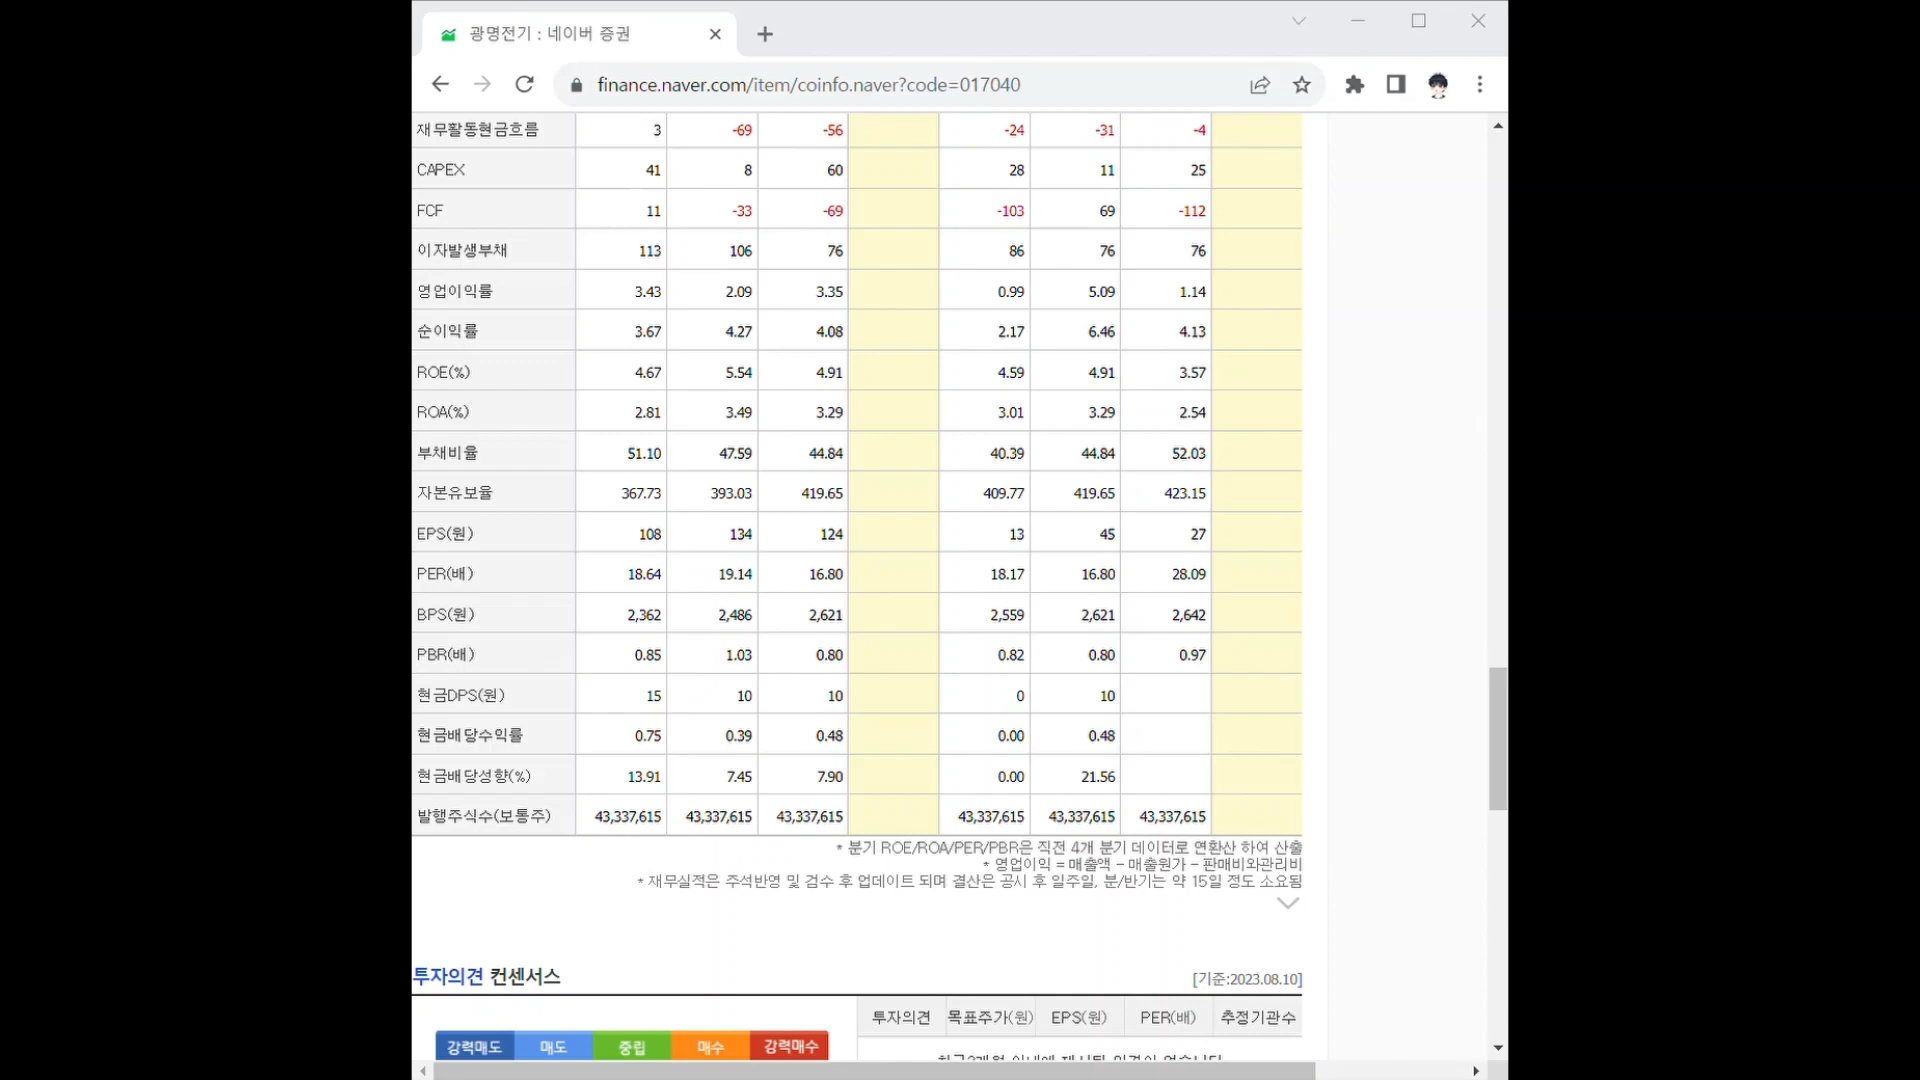 광명전기 : 네이버 증권
finance.naver.com/item/coinfo.naver?code=017040
재무활동현금흐름 3 -69 -56 -24 -31 -4
CAPEX 41 8 60 28 11 25
FCF 11 -33 -69 -103 69 -112
이자발생부채 113 106 76 86 76 76
영업이익률 3.43 2.09 3.35 0.99 5.09 1.14
순이익률 3.67 4.27 4.08 2.17 6.46 4.13
ROE(%) 4.67 5.54 4.91 4.59 4.91 3.57
ROA(%) 2.81 3.49 3.29 3.01 3.29 2.54
부채비율 51.10 47.59 44.84 40.39 44.84 52.03
자본유보율 367.73 393.03 419.65 409.77 419.65 423.15
EPS(원) 108 134 124 13 45 27
PER(배) 18.64 19.14 16.80 18.17 16.80 28.09
BPS(원) 2,362 2,486 2,621 2,559 2,621 2,642
PBR(배) 0.85 1.03 0.80 0.82 0.80 0.97
현금DPS(원) 15 10 10 0 10
현금배당수익률 0.75 0.39 0.48 0.00 0.48
현금배당성향(%) 13.91 7.45 7.90 0.00 21.56
발행주식수(보통주) 43,337,615 43,337,615 43,337,615 43,337,615 43,337,615 43,337,615
* 분기 ROE/ROA/PER/PBR은 직전 4개 분기 데이터로 연환산 하여 산출
* 영업이익 = 매출액 - 매출원가 - 판매비와관리비
* 재무실적은 주석반영 및 검수 후 업데이트 되며 결산은 공시 후 일주일, 분/반기는 약 15일 정도 소요됨
투자의견 컨센서스 [기준:2023.08.10]
투자의견 목표주가(원) EPS(원) PER(배) 추정기관수
강력매도 매도 중립 매수 강력매수